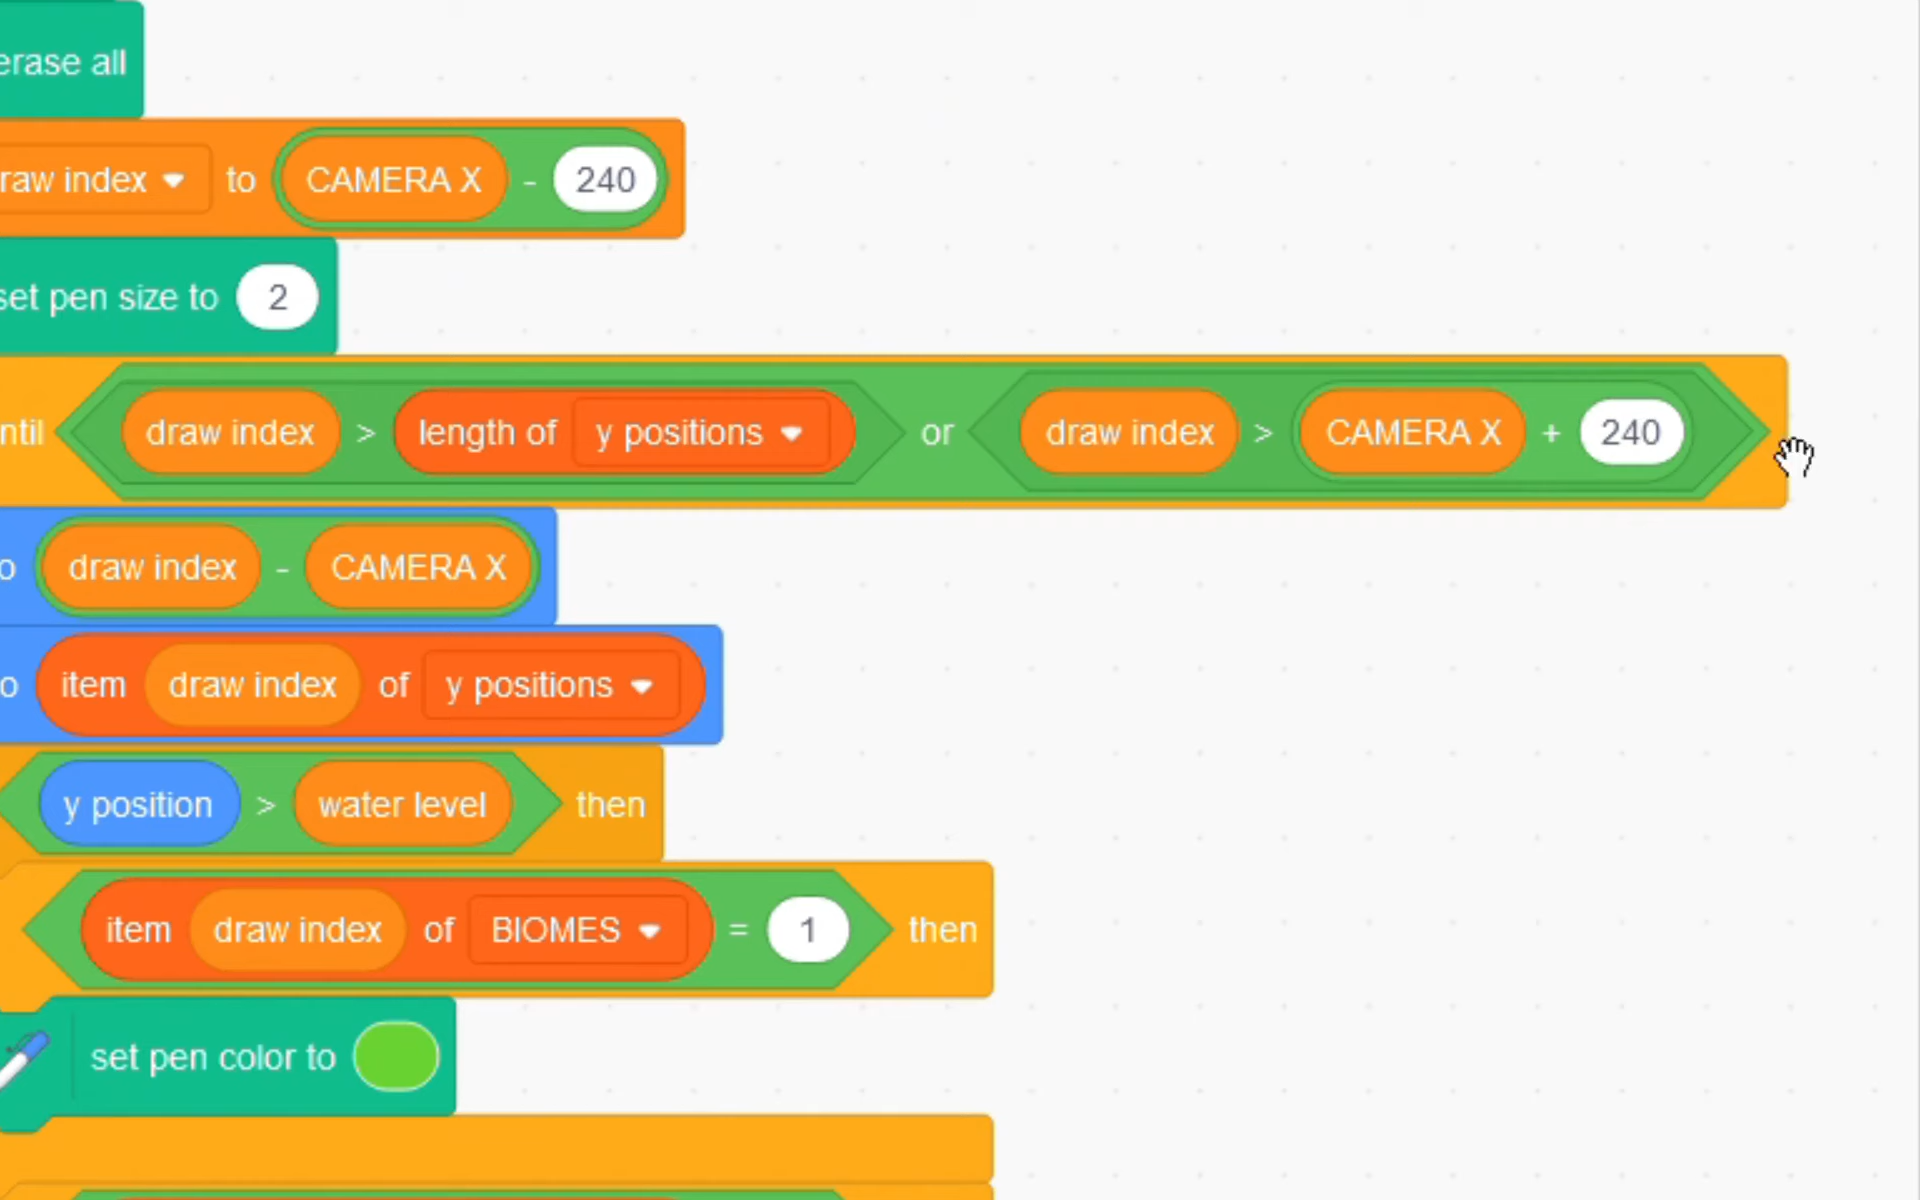 erase all
raw index to CAMERA X - 240
set pen size to 2
ntil draw index > length of y positions or draw index > CAMERA X + 240
o draw index - CAMERA X
o item draw index of y positions
y position > water level then
item draw index of BIOMES = 1 then
set pen color to